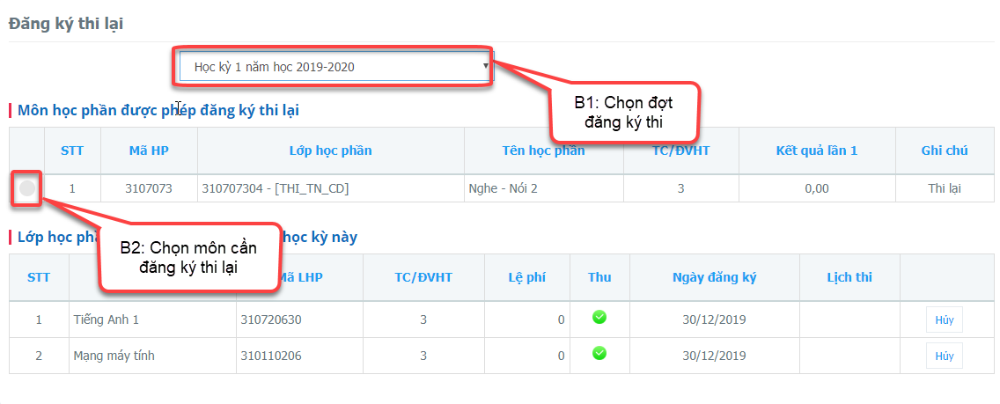 Đăng ký thi lại
Học kỳ 1 năm học 2019-2020
B1: Chọn đợt
đăng ký thi
Môn học phần được phép đăng ký thi lại
STT Mã HP Lớp học phần Tên học phần TC/ĐVHT Kết quả lần 1 Ghi chú
1 3107073 310707304 - [THI_TN_CD] Nghe - Nói 2 3 0,00 Thi lại
Lớp học học kỳ này
B2: Chọn môn cần
đăng ký thi lại
STT Mã LHP TC/ĐVHT Lệ phí Thu Ngày đăng ký Lịch thi
1 Tiếng Anh 1 310720630 3 0 30/12/2019 Hủy
2 Mạng máy tính 310110206 3 0 30/12/2019 Hủy